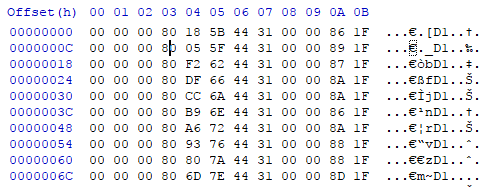 Offset(h) 00 01 02 03 04 05 06 07 08 09 0A 0B
00000000 00 00 00 80 18 5B 44 31 00 00 86 1F ...€.[D1..†.
0000000C 00 00 00 80 05 5F 44 31 00 00 89 1F ...€._D1..‰.
00000018 00 00 00 80 F2 62 44 31 00 00 87 1F ...€òbD1..‡.
00000024 00 00 00 80 DF 66 44 31 00 00 8A 1F ...€ßfD1..Š.
00000030 00 00 00 80 CC 6A 44 31 00 00 8A 1F ...€ÌjD1..Š.
0000003C 00 00 00 80 B9 6E 44 31 00 00 86 1F ...€¹nD1..†.
00000048 00 00 00 80 A6 72 44 31 00 00 8A 1F ...€¦rD1..Š.
00000054 00 00 00 80 93 76 44 31 00 00 88 1F ...€“vD1..ˆ.
00000060 00 00 00 80 80 7A 44 31 00 00 88 1F ...€€zD1..ˆ.
0000006C 00 00 00 80 6D 7E 44 31 00 00 8D 1F ...€m~D1...